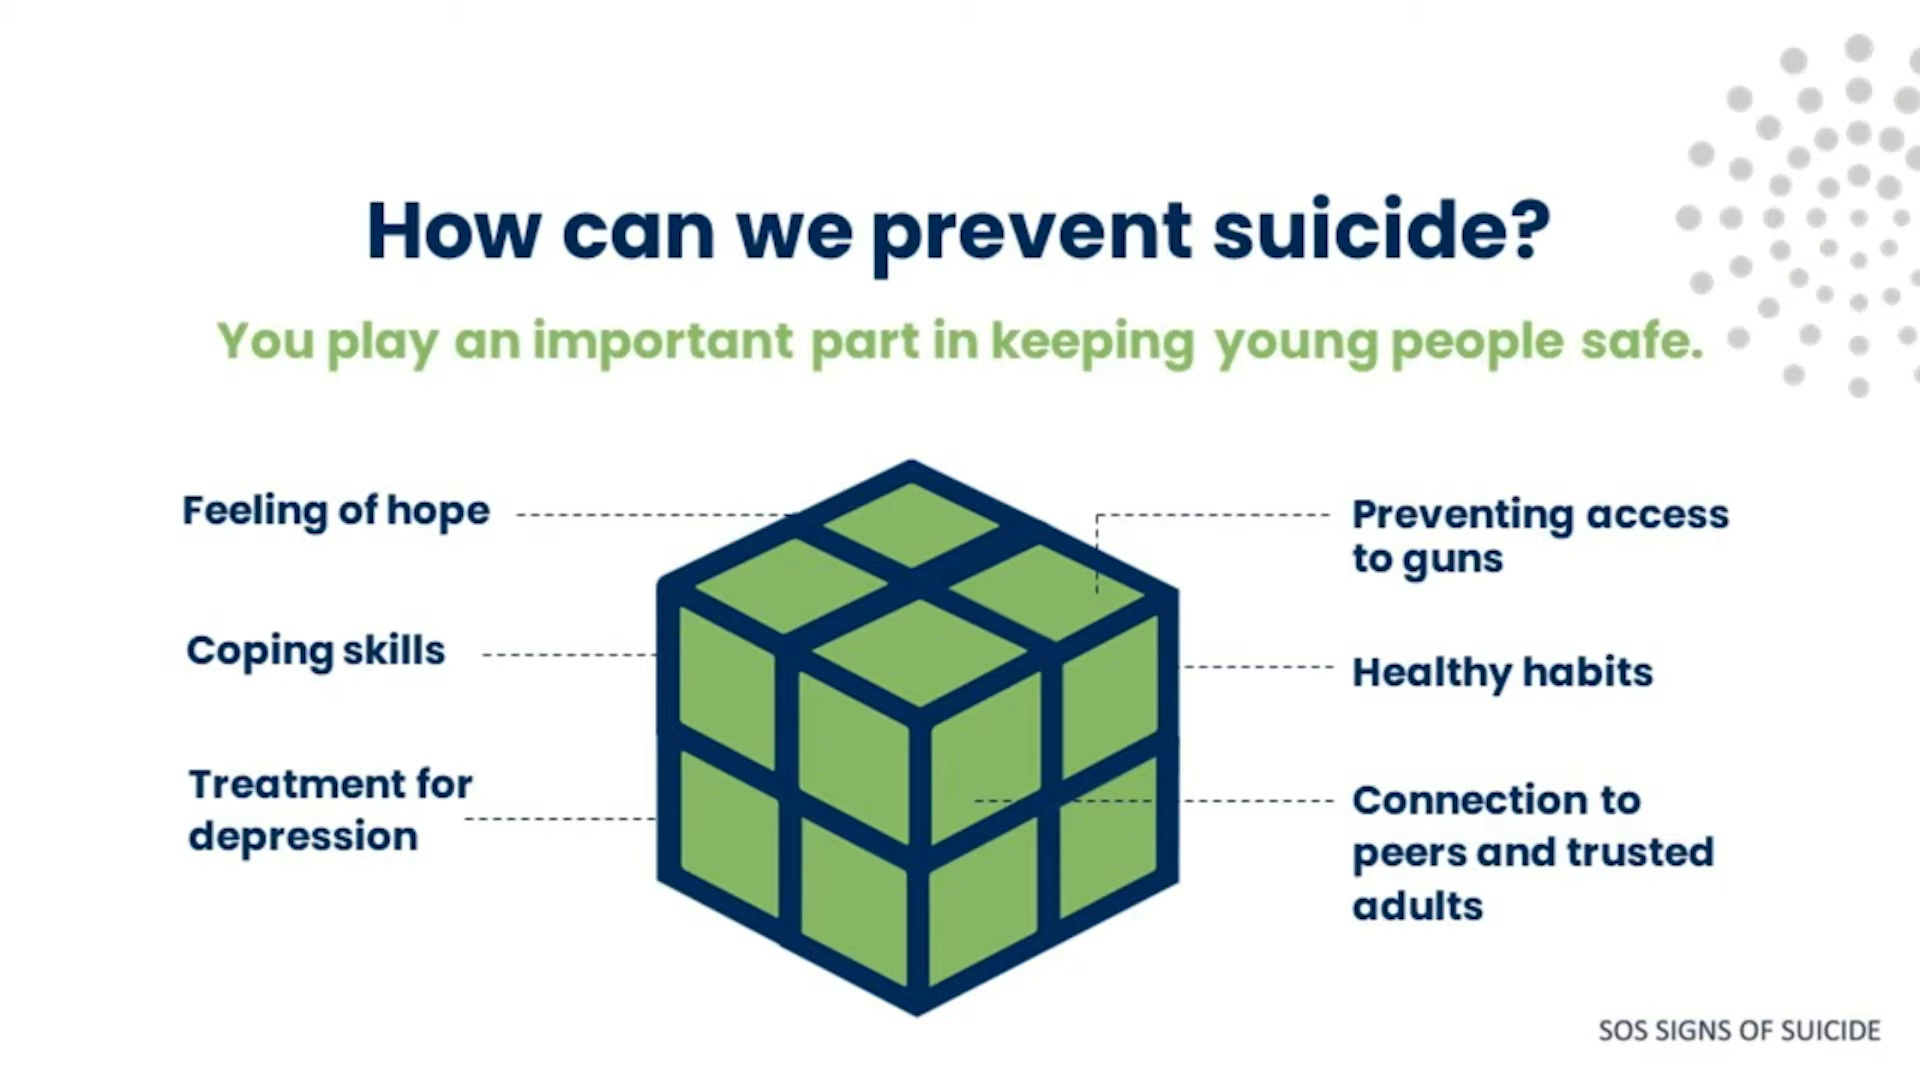 How can we prevent suicide?
You play an important part in keeping young people safe.
Feeling of hope
Coping skills
Treatment for
depression
Preventing access
to guns
Healthy habits
Connection to
peers and trusted
adults
SOS SIGNS OF SUICIDE